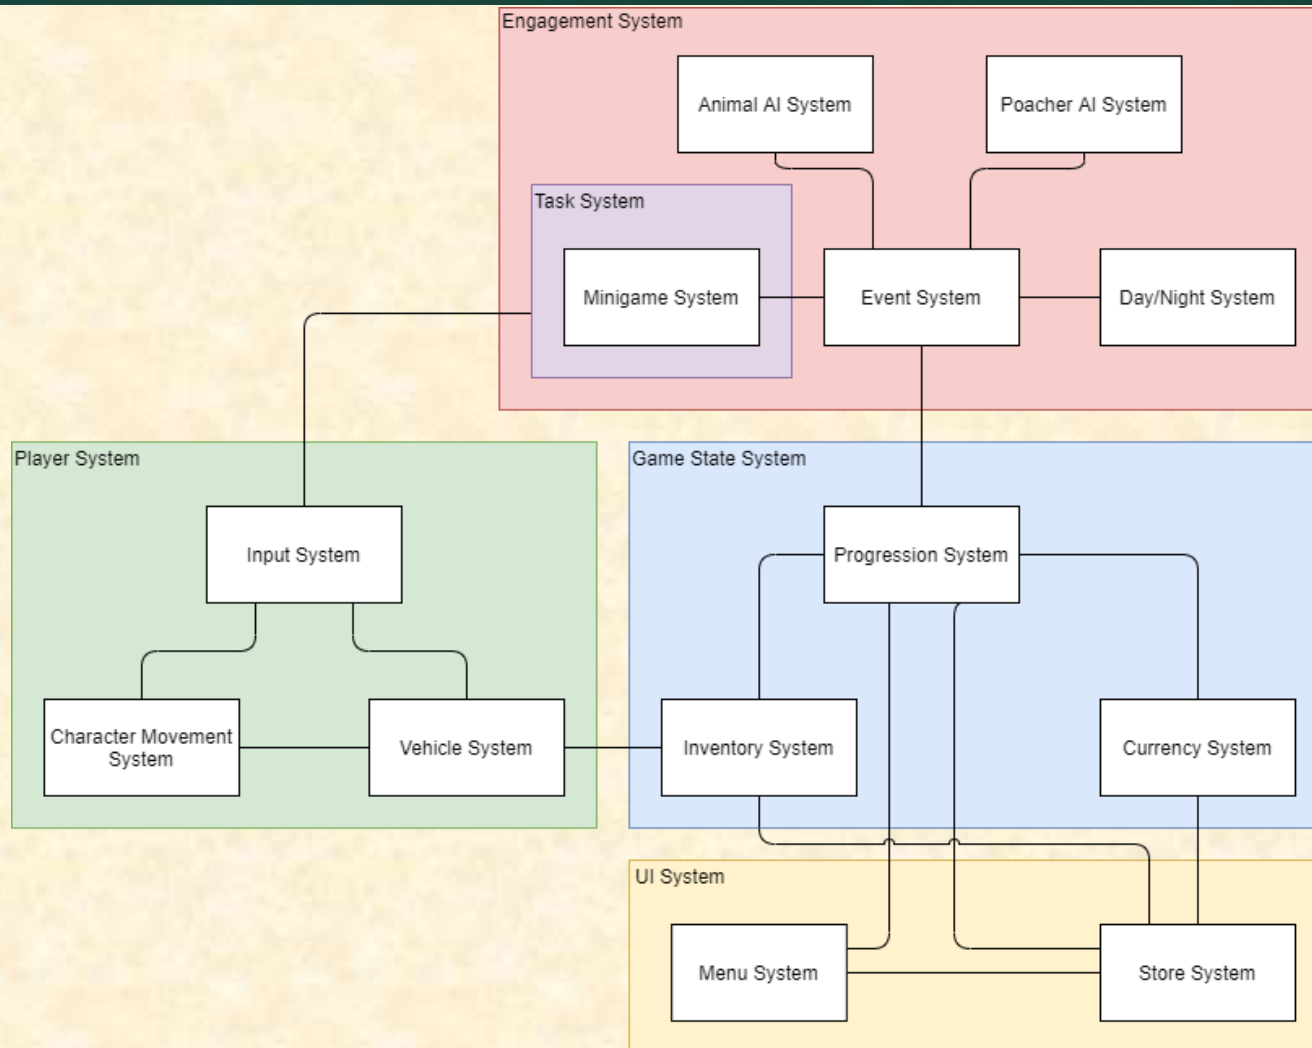 Engagement System
Animal AI System
Poacher AI System
Task System
Minigame System
Event System
Day/Night System
Player System
Game State System
Input System
Progression System
Character Movement
System
Vehicle System
Inventory System
Currency System
UI System
Menu System
Store System